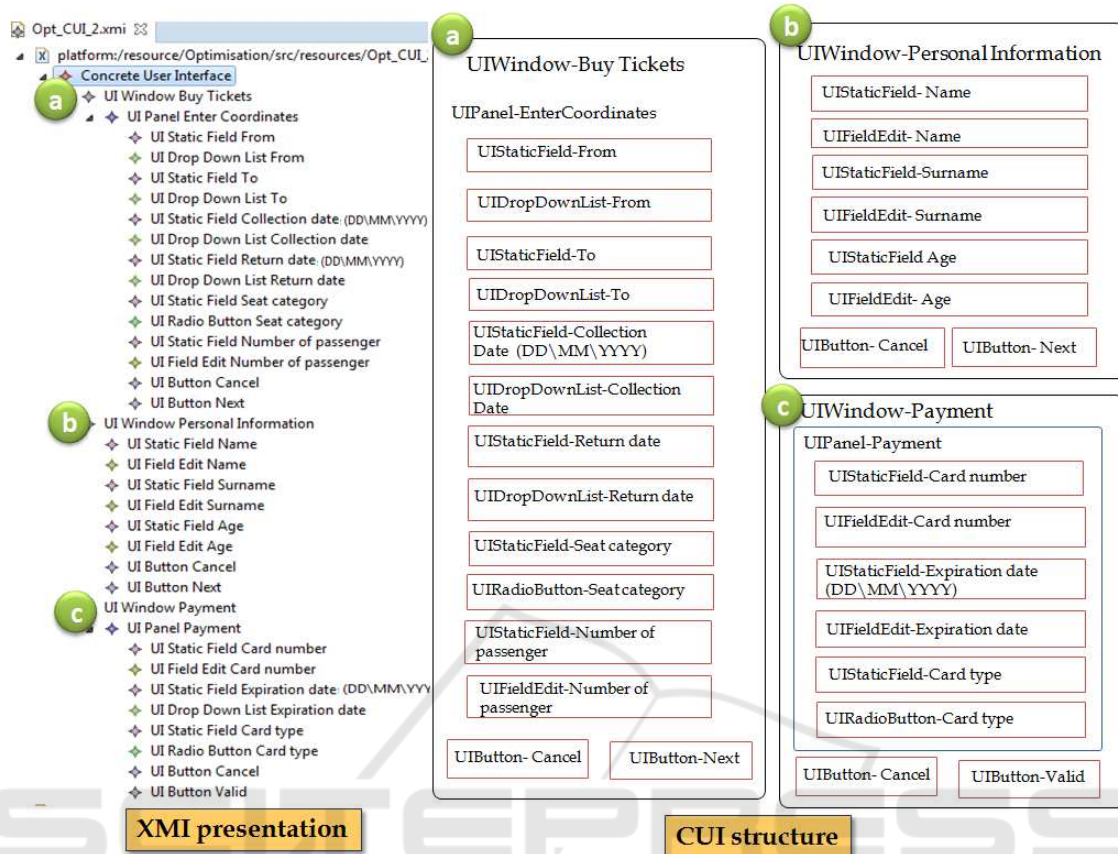 Opt_CUI_2.xmi
platform:/resource/Optimisation/src/resources/Opt_CUI_
Concrete User Interface
a
UI Window Buy Tickets
UI Panel Enter Coordinates
UI Static Field From
UI Drop Down List From
UI Static Field To
UI Drop Down List To
UI Static Field Collection date: (DD\MM\YYYY)
UI Drop Down List Collection date
UI Static Field Return date: (DD\MM\YYYY)
UI Drop Down List Return date
UI Static Field Seat category
UI Radio Button Seat category
UI Static Field Number of passenger
UI Field Edit Number of passenger
UI Button Cancel
UI Button Next
b
UI Window Personal Information
UI Static Field Name
UI Field Edit Name
UI Static Field Surname
UI Field Edit Surname
UI Static Field Age
UI Field Edit Age
UI Button Cancel
UI Button Next
c
UI Window Payment
UI Panel Payment
UI Static Field Card number
UI Field Edit Card number
UI Static Field Expiration date: (DD\MM\YYY
UI Drop Down List Expiration date
UI Static Field Card type
UI Radio Button Card type
UI Button Cancel
UI Button Valid
XMI presentation
a
UIWindow-Buy Tickets
UIPanel-EnterCoordinates
UIStaticField-From
UIDropDownList-From
UIStaticField-To
UIDropDownList-To
UIStaticField-Collection
Date (DD\MM\YYYY)
UIDropDownList-Collection
Date
UIStaticField-Return date
UIDropDownList-Return date
UIStaticField-Seat category
UIRadioButton-Seat category
UIStaticField-Number of
passenger
UIFieldEdit-Number of
passenger
UIButton- Cancel
UIButton-Next
b
UIWindow-Personal Information
UIStaticField- Name
UIFieldEdit- Name
UIStaticField-Surname
UIFieldEdit- Surname
UIStaticField Age
UIFieldEdit- Age
UIButton- Cancel
UIButton- Next
c
UIWindow-Payment
UIPanel-Payment
UIStaticField-Card number
UIFieldEdit-Card number
UIStaticField-Expiration date
(DD\MM\YYYY)
UIFieldEdit-Expiration date
UIStaticField-Card type
UIRadioButton-Card type
UIButton- Cancel
UIButton-Valid
CUI structure